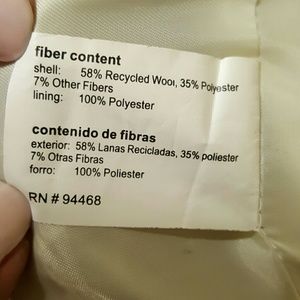 fiber content
shell: 58% Recycled Wool, 35% Polyester
7% Other Fibers
lining: 100% Polyester
contenido de fibras
exterior: 58% Lanas Recicladas, 35% poliester
7% Otras Fibras
forro: 100% Poliester
RN # 94468